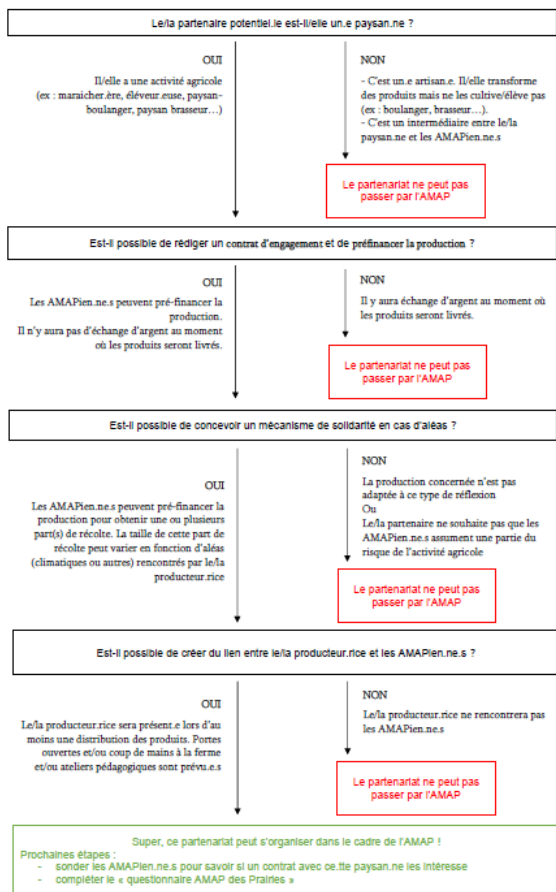 Le/la partenaire potentiel.le est-il/elle un.e paysan.ne ?
OUI
Il/elle a une activité agricole
(ex : maraicher.ère, éleveur.euse, paysan-
boulanger, paysan brasseur…)
NON
- C'est un.e artisan.e. Il/elle transforme
des produits mais ne les cultive/élève pas
(ex : boulanger, brasseur…).
- C'est un intermédiaire entre le/la
paysan.ne et les AMAPien.ne.s
Le partenariat ne peut pas
passer par l'AMAP
Est-il possible de rédiger un contrat d'engagement et de préfinancer la production ?
OUI
Les AMAPien.ne.s peuvent pré-financer la
production.
Il n'y aura pas d'échange d'argent au moment
où les produits seront livrés.
NON
Il y aura échange d'argent au moment où
les produits seront livrés.
Le partenariat ne peut pas
passer par l'AMAP
Est-il possible de concevoir un mécanisme de solidarité en cas d'aléas ?
OUI
Les AMAPien.ne.s peuvent pré-financer la
production pour obtenir une ou plusieurs
part(s) de récolte. La taille de cette part de
récolte peut varier en fonction d'aléas
(climatiques ou autres) rencontrés par le/la
producteur.rice
NON
La production concernée n'est pas
adaptée à ce type de réflexion
Ou
Le/la partenaire ne souhaite pas que les
AMAPien.ne.s assument une partie du
risque de l'activité agricole
Le partenariat ne peut pas
passer par l'AMAP
Est-il possible de créer du lien entre le/la producteur.rice et les AMAPien.ne.s ?
OUI
Le/la producteur.rice sera présent.e lors d'au
moins une distribution des produits. Portes
ouvertes et/ou coup de mains à la ferme
et/ou ateliers pédagogiques sont prévu.e.s
NON
Le/la producteur.rice ne rencontrera pas
les AMAPien.ne.s
Le partenariat ne peut pas
passer par l'AMAP
Super, ce partenariat peut s'organiser dans le cadre de l'AMAP !
Prochaines étapes :
- sonder les AMAPien.ne.s pour savoir si un contrat avec ce.tte paysan.ne les intéresse
- compléter le « questionnaire AMAP des Prairies »